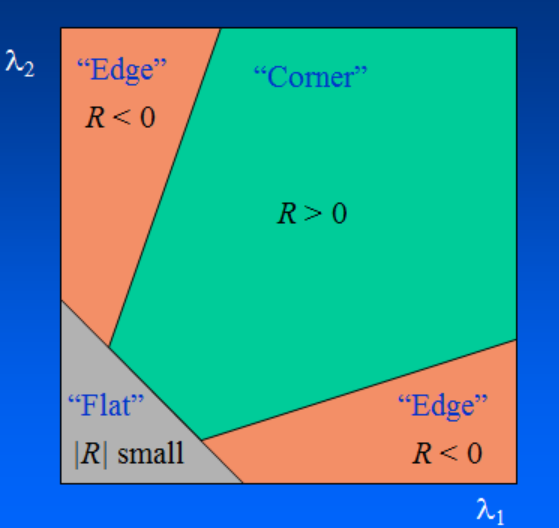 λ₂
“Edge”
R < 0
“Corner”
R > 0
“Flat”
|R| small
“Edge”
R < 0
λ₁